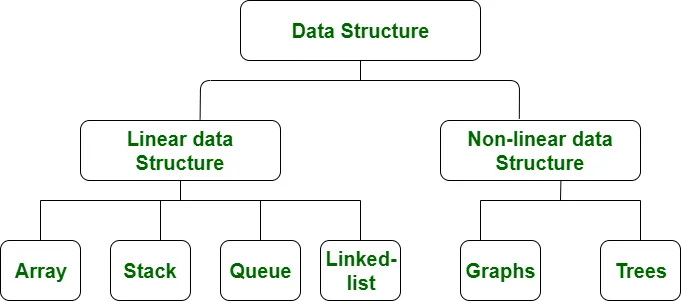 Data Structure
Linear data
Structure
Non-linear data
Structure
Array
Stack
Queue
Linked-
list
Graphs
Trees